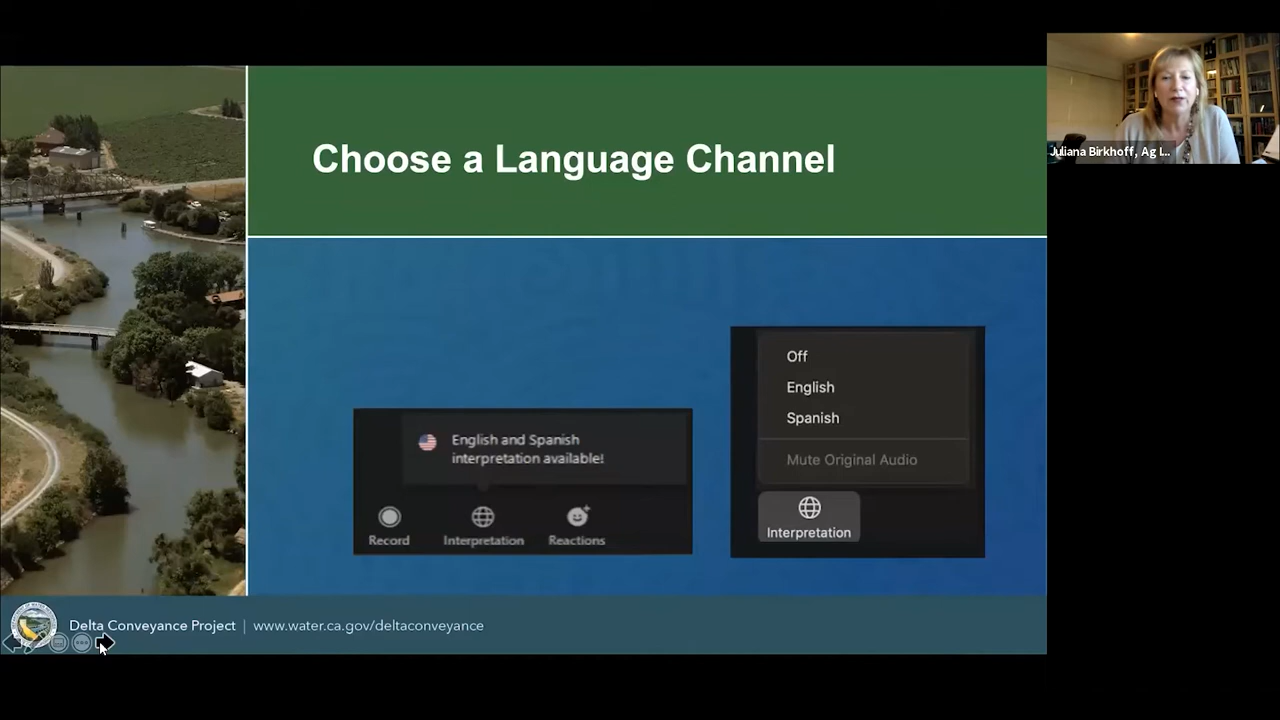 Choose a Language Channel
Juliana Birkhoff, Ag I...
Off
English
Spanish
Mute Original Audio
Interpretation
English and Spanish
interpretation available!
Record
Interpretation
Reactions
Delta Conveyance Project | www.water.ca.gov/deltaconveyance